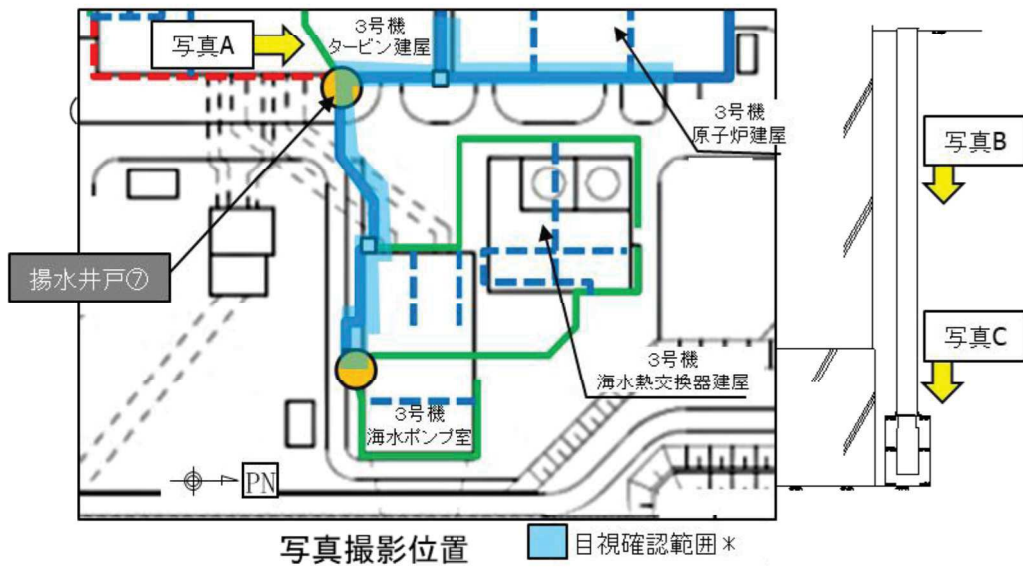 写真A
3号機
タービン建屋
3号機
原子炉建屋
写真B
揚水井戸⑦
写真C
3号機
海水熱交換器建屋
3号機
海水ポンプ室
PN
写真撮影位置
目視確認範囲＊